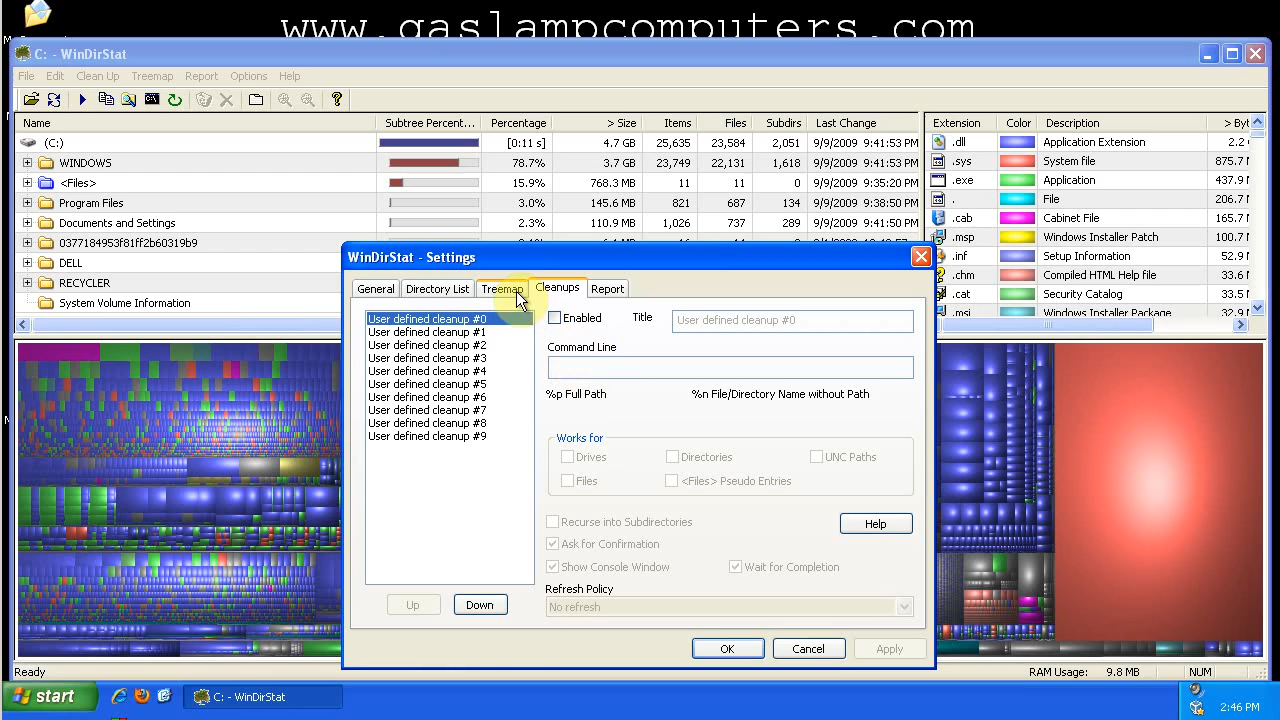 www.gaslampcomputers.com
C: - WinDirStat
File Edit Clean Up Treemap Report Options Help
Name Subtree Percent... Percentage > Size Items Files Subdirs Last Change
(C:) [0:11 s] 4.7 GB 25,635 23,584 2,051 9/9/2009 9:41:53 PM
WINDOWS 78.7% 3.7 GB 23,749 22,131 1,618 9/9/2009 9:41:53 PM
<Files> 15.9% 768.3 MB 11 11 0 9/9/2009 9:35:20 PM
Program Files 3.0% 145.6 MB 821 687 134 9/9/2009 9:38:50 PM
Documents and Settings 2.3% 110.9 MB 1,026 737 289 9/9/2009 9:41:50 PM
0377184953f81ff2b60319b9
DELL
RECYCLER
System Volume Information
Extension Color Description > Byt
.dll Application Extension 2.2
.sys System file 875.7
.exe Application 437.9
. File 206.7
.cab Cabinet File 165.7
.msp Windows Installer Patch 100.7
.inf Setup Information 52.9
.chm Compiled HTML Help file 45.6
.cat Security Catalog 35.4
.msi Windows Installer Package
WinDirStat - Settings
General Directory List Treemap Cleanups Report
User defined cleanup #0
User defined cleanup #1
User defined cleanup #2
User defined cleanup #3
User defined cleanup #4
User defined cleanup #5
User defined cleanup #6
User defined cleanup #7
User defined cleanup #8
User defined cleanup #9
Up Down
Enabled Title User defined cleanup #0
Command Line
%p Full Path %n File/Directory Name without Path
Works for
Drives Directories UNC Paths
Files <Files> Pseudo Entries
Recurse into Subdirectories
Help
Ask for Confirmation
Show Console Window Wait for Completion
Refresh Policy
No refresh
OK Cancel Apply
Ready RAM Usage: 9.8 MB NUM
start C: - WinDirStat 2:46 PM